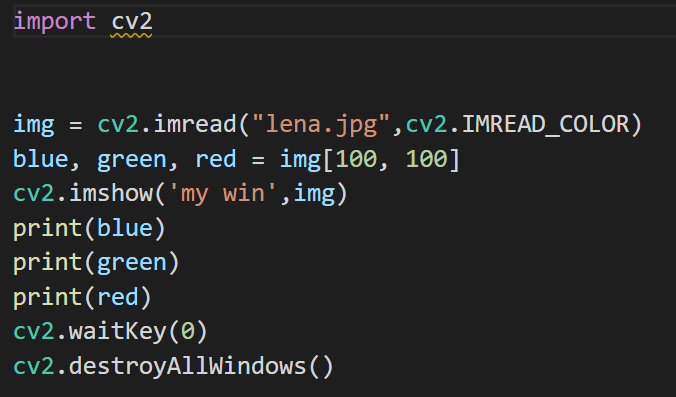 import cv2
img = cv2.imread("lena.jpg",cv2.IMREAD_COLOR)
blue, green, red = img[100, 100]
cv2.imshow('my win',img)
print(blue)
print(green)
print(red)
cv2.waitKey(0)
cv2.destroyAllWindows()